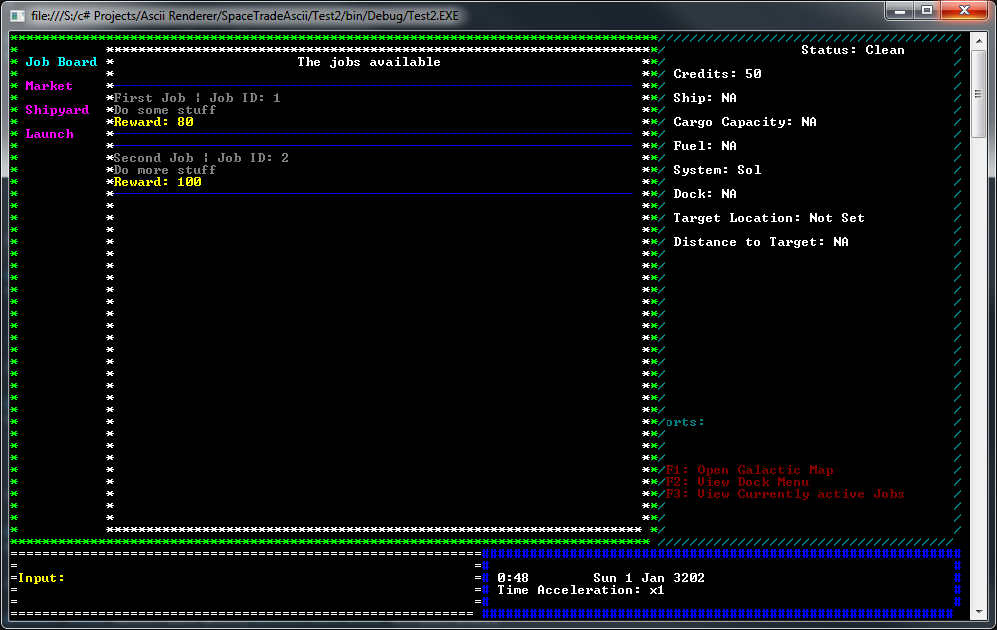 file:///S:/c# Projects/Ascii Renderer/SpaceTradeAscii/Test2/bin/Debug/Test2.EXE
Job Board
Market
Shipyard
Launch
The jobs available
First Job ¦ Job ID: 1
Do some stuff
Reward: 80
Second Job ¦ Job ID: 2
Do more stuff
Reward: 100
Status: Clean
Credits: 50
Ship: NA
Cargo Capacity: NA
Fuel: NA
System: Sol
Dock: NA
Target Location: Not Set
Distance to Target: NA
orts:
F1: Open Galactic Map
F2: View Dock Menu
F3: View Currently active Jobs
Input:
0:48 Sun 1 Jan 3202
Time Acceleration: x1